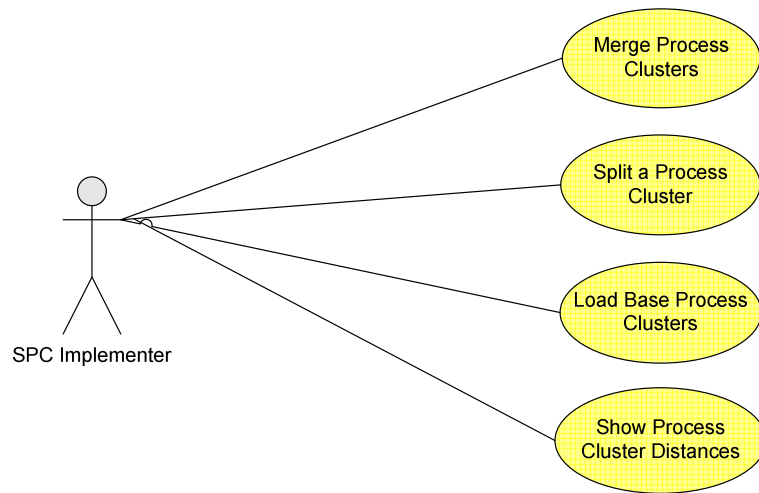 Merge Process
Clusters
Split a Process
Cluster
Load Base Process
Clusters
SPC Implementer
Show Process
Cluster Distances